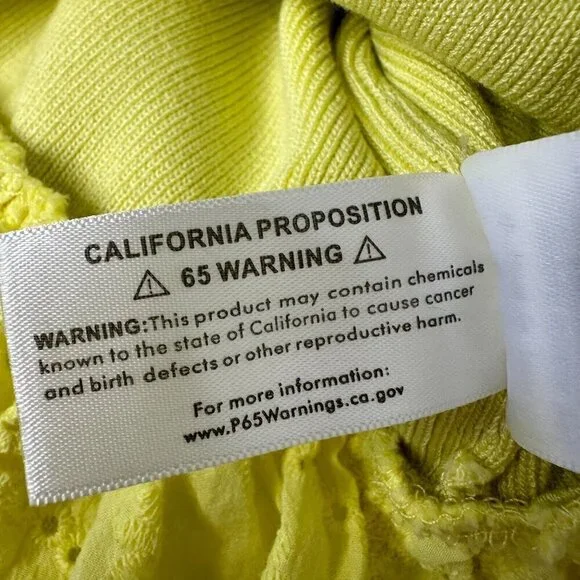 CALIFORNIA PROPOSITION
⚠ 65 WARNING ⚠
WARNING:This product may contain chemicals
known to the state of California to cause cancer
and birth defects or other reproductive harm.
For more information:
www.P65Warnings.ca.gov